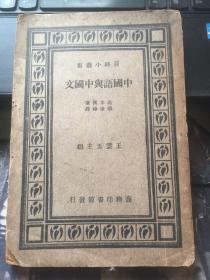 百科小叢書
中國語與中國文
高本漢著
張世祿譯
王雲五主編
商務印書館發行